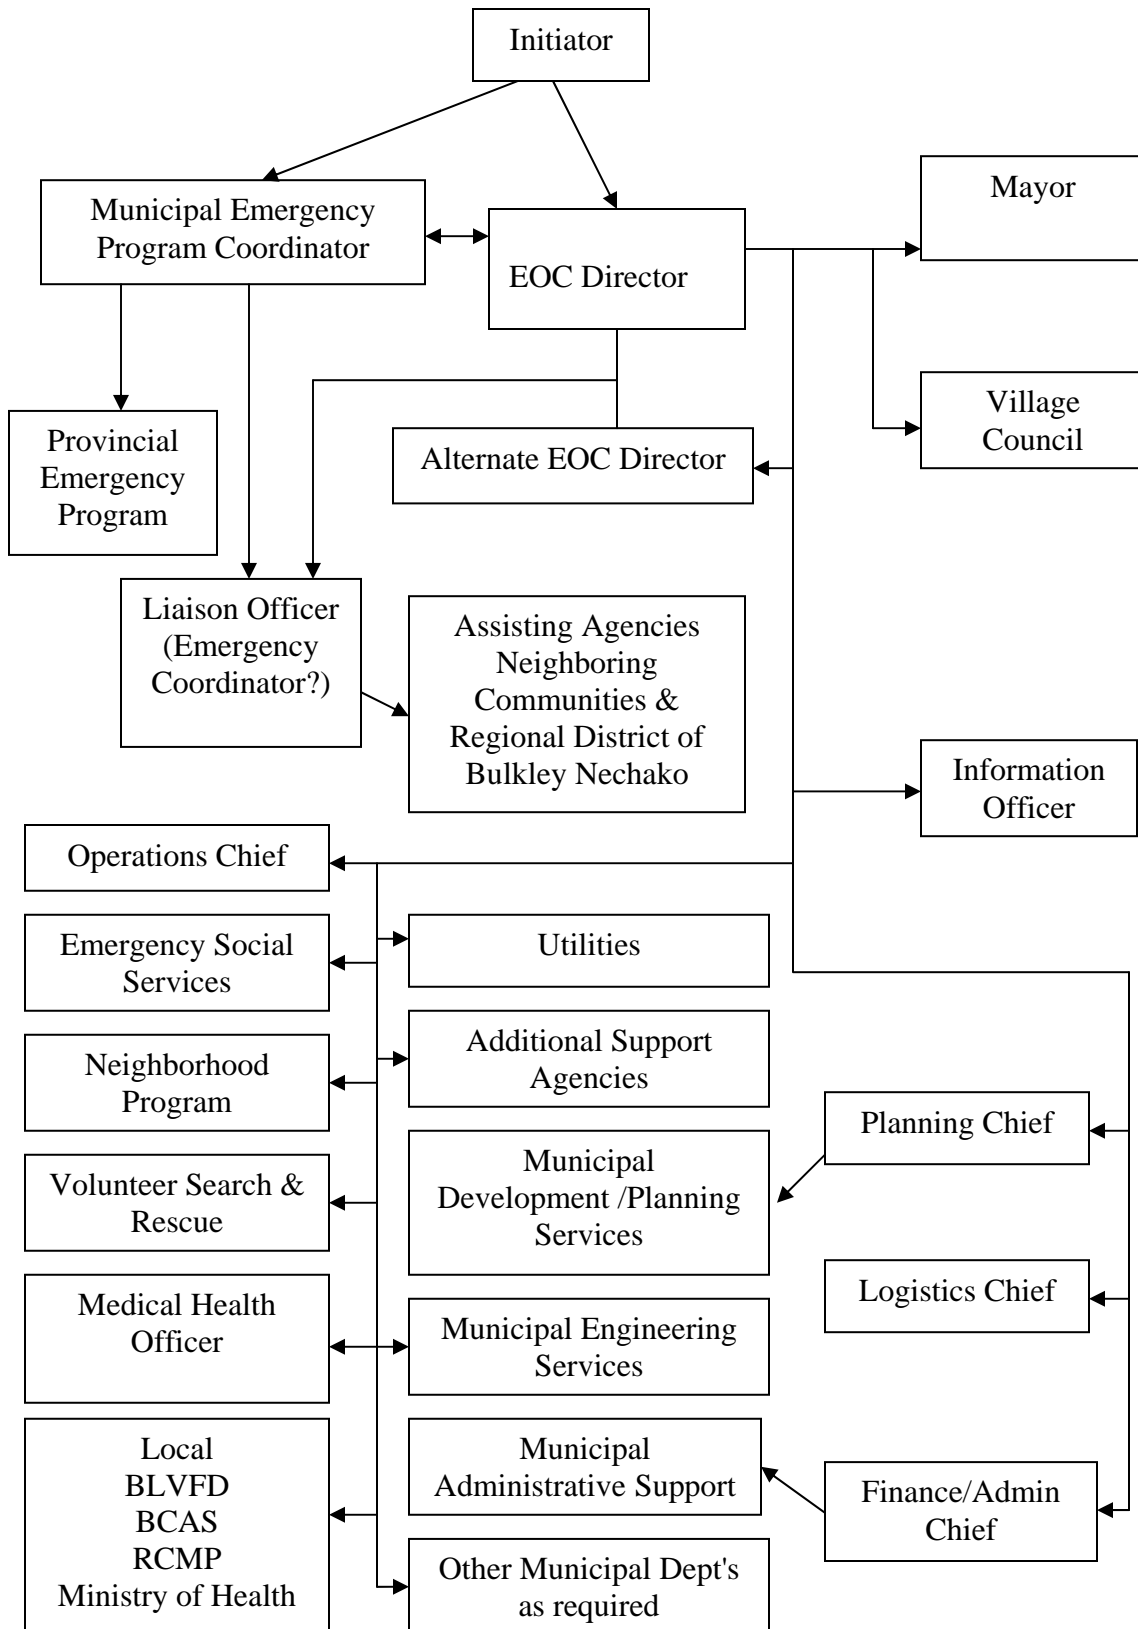 Initiator
Municipal Emergency
Program Coordinator
EOC Director
Mayor
Village
Council
Provincial
Emergency
Program
Alternate EOC Director
Liaison Officer
(Emergency
Coordinator?)
Assisting Agencies
Neighboring
Communities &
Regional District of
Bulkley Nechako
Information
Officer
Operations Chief
Emergency Social
Services
Utilities
Neighborhood
Program
Additional Support
Agencies
Planning Chief
Volunteer Search &
Rescue
Municipal
Development /Planning
Services
Logistics Chief
Medical Health
Officer
Municipal Engineering
Services
Local
BLVFD
BCAS
RCMP
Ministry of Health
Municipal
Administrative Support
Finance/Admin
Chief
Other Municipal Dept's
as required